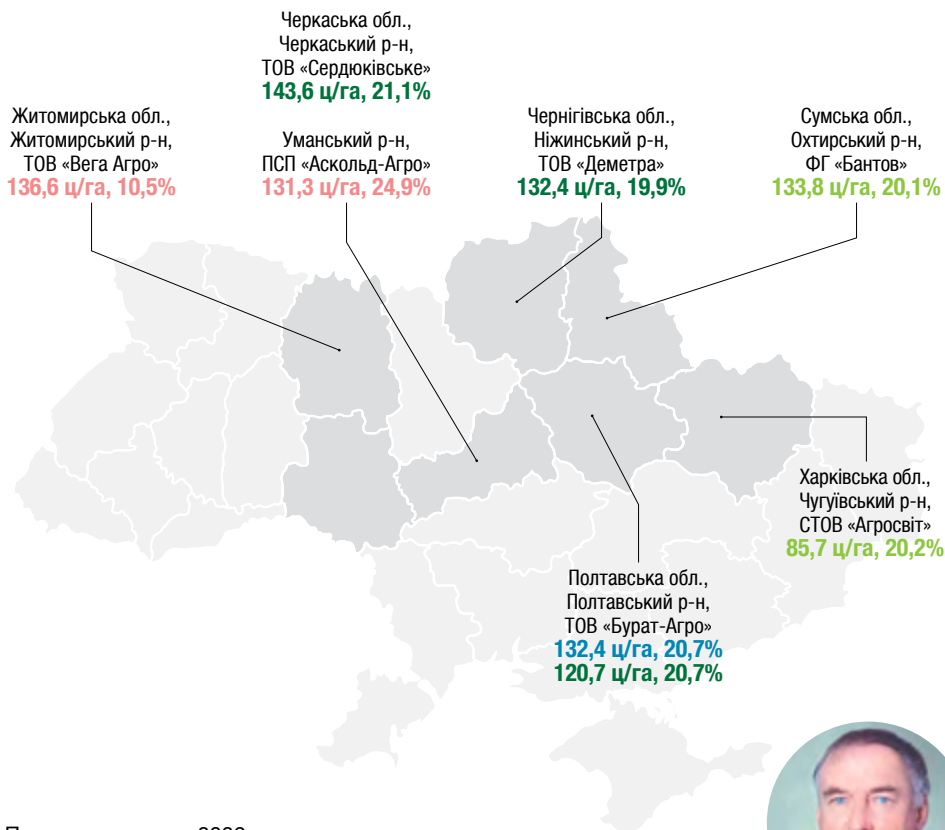 Черкаська обл.,
Черкаський р-н,
ТОВ «Сердюківське»
143,6 ц/га, 21,1%
Житомирська обл.,
Житомирський р-н,
ТОВ «Вега Агро»
136,6 ц/га, 10,5%
Уманський р-н,
ПСП «Аскольд-Агро»
131,3 ц/га, 24,9%
Чернігівська обл.,
Ніжинський р-н,
ТОВ «Деметра»
132,4 ц/га, 19,9%
Сумська обл.,
Охтирський р-н,
ФГ «Бантов»
133,8 ц/га, 20,1%
Харківська обл.,
Чугуївський р-н,
СТОВ «Агросвіт»
85,7 ц/га, 20,2%
Полтавська обл.,
Полтавський р-н,
ТОВ «Бурат-Агро»
132,4 ц/га, 20,7%
120,7 ц/га, 20,7%